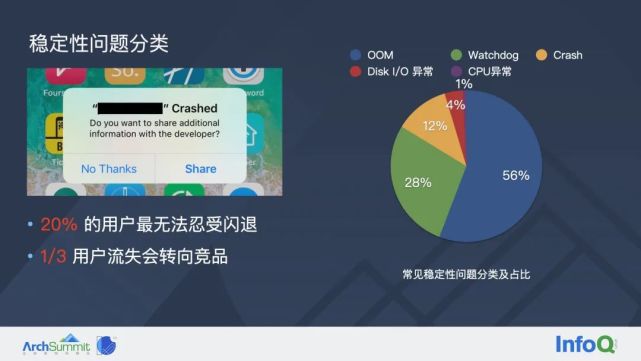 稳定性问题分类
OOM
Watchdog
Crash
Disk I/O 异常
CPU异常
Fours
So.
word
“ ” Crashed
Do you want to share additional
information with the developer?
No Thanks
Share
1%
4%
12%
28%
56%
• 20% 的用户最无法忍受闪退
• 1/3 用户流失会转向竞品
常见稳定性问题分类及占比
ArchSummit
InfoQ